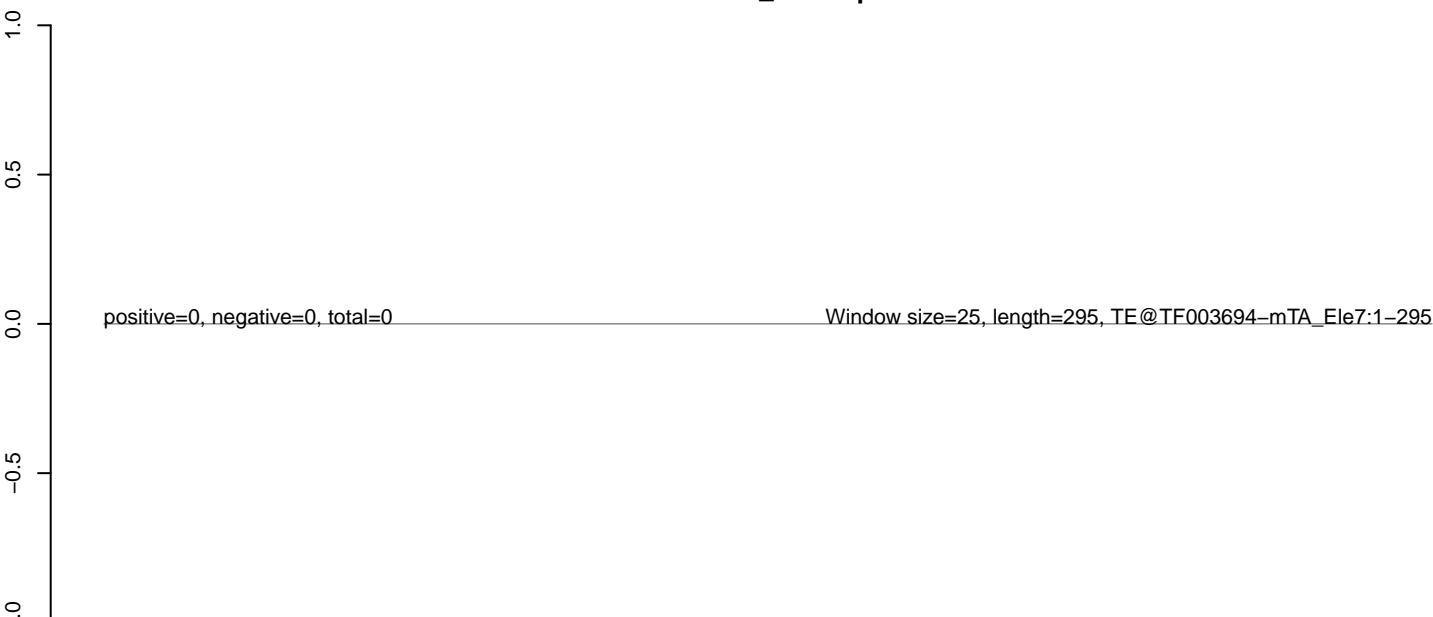 1.0
0.5
0.0
−0.5
positive=0, negative=0, total=0
Window size=25, length=295, TE@TF003694−mTA_Ele7:1−295